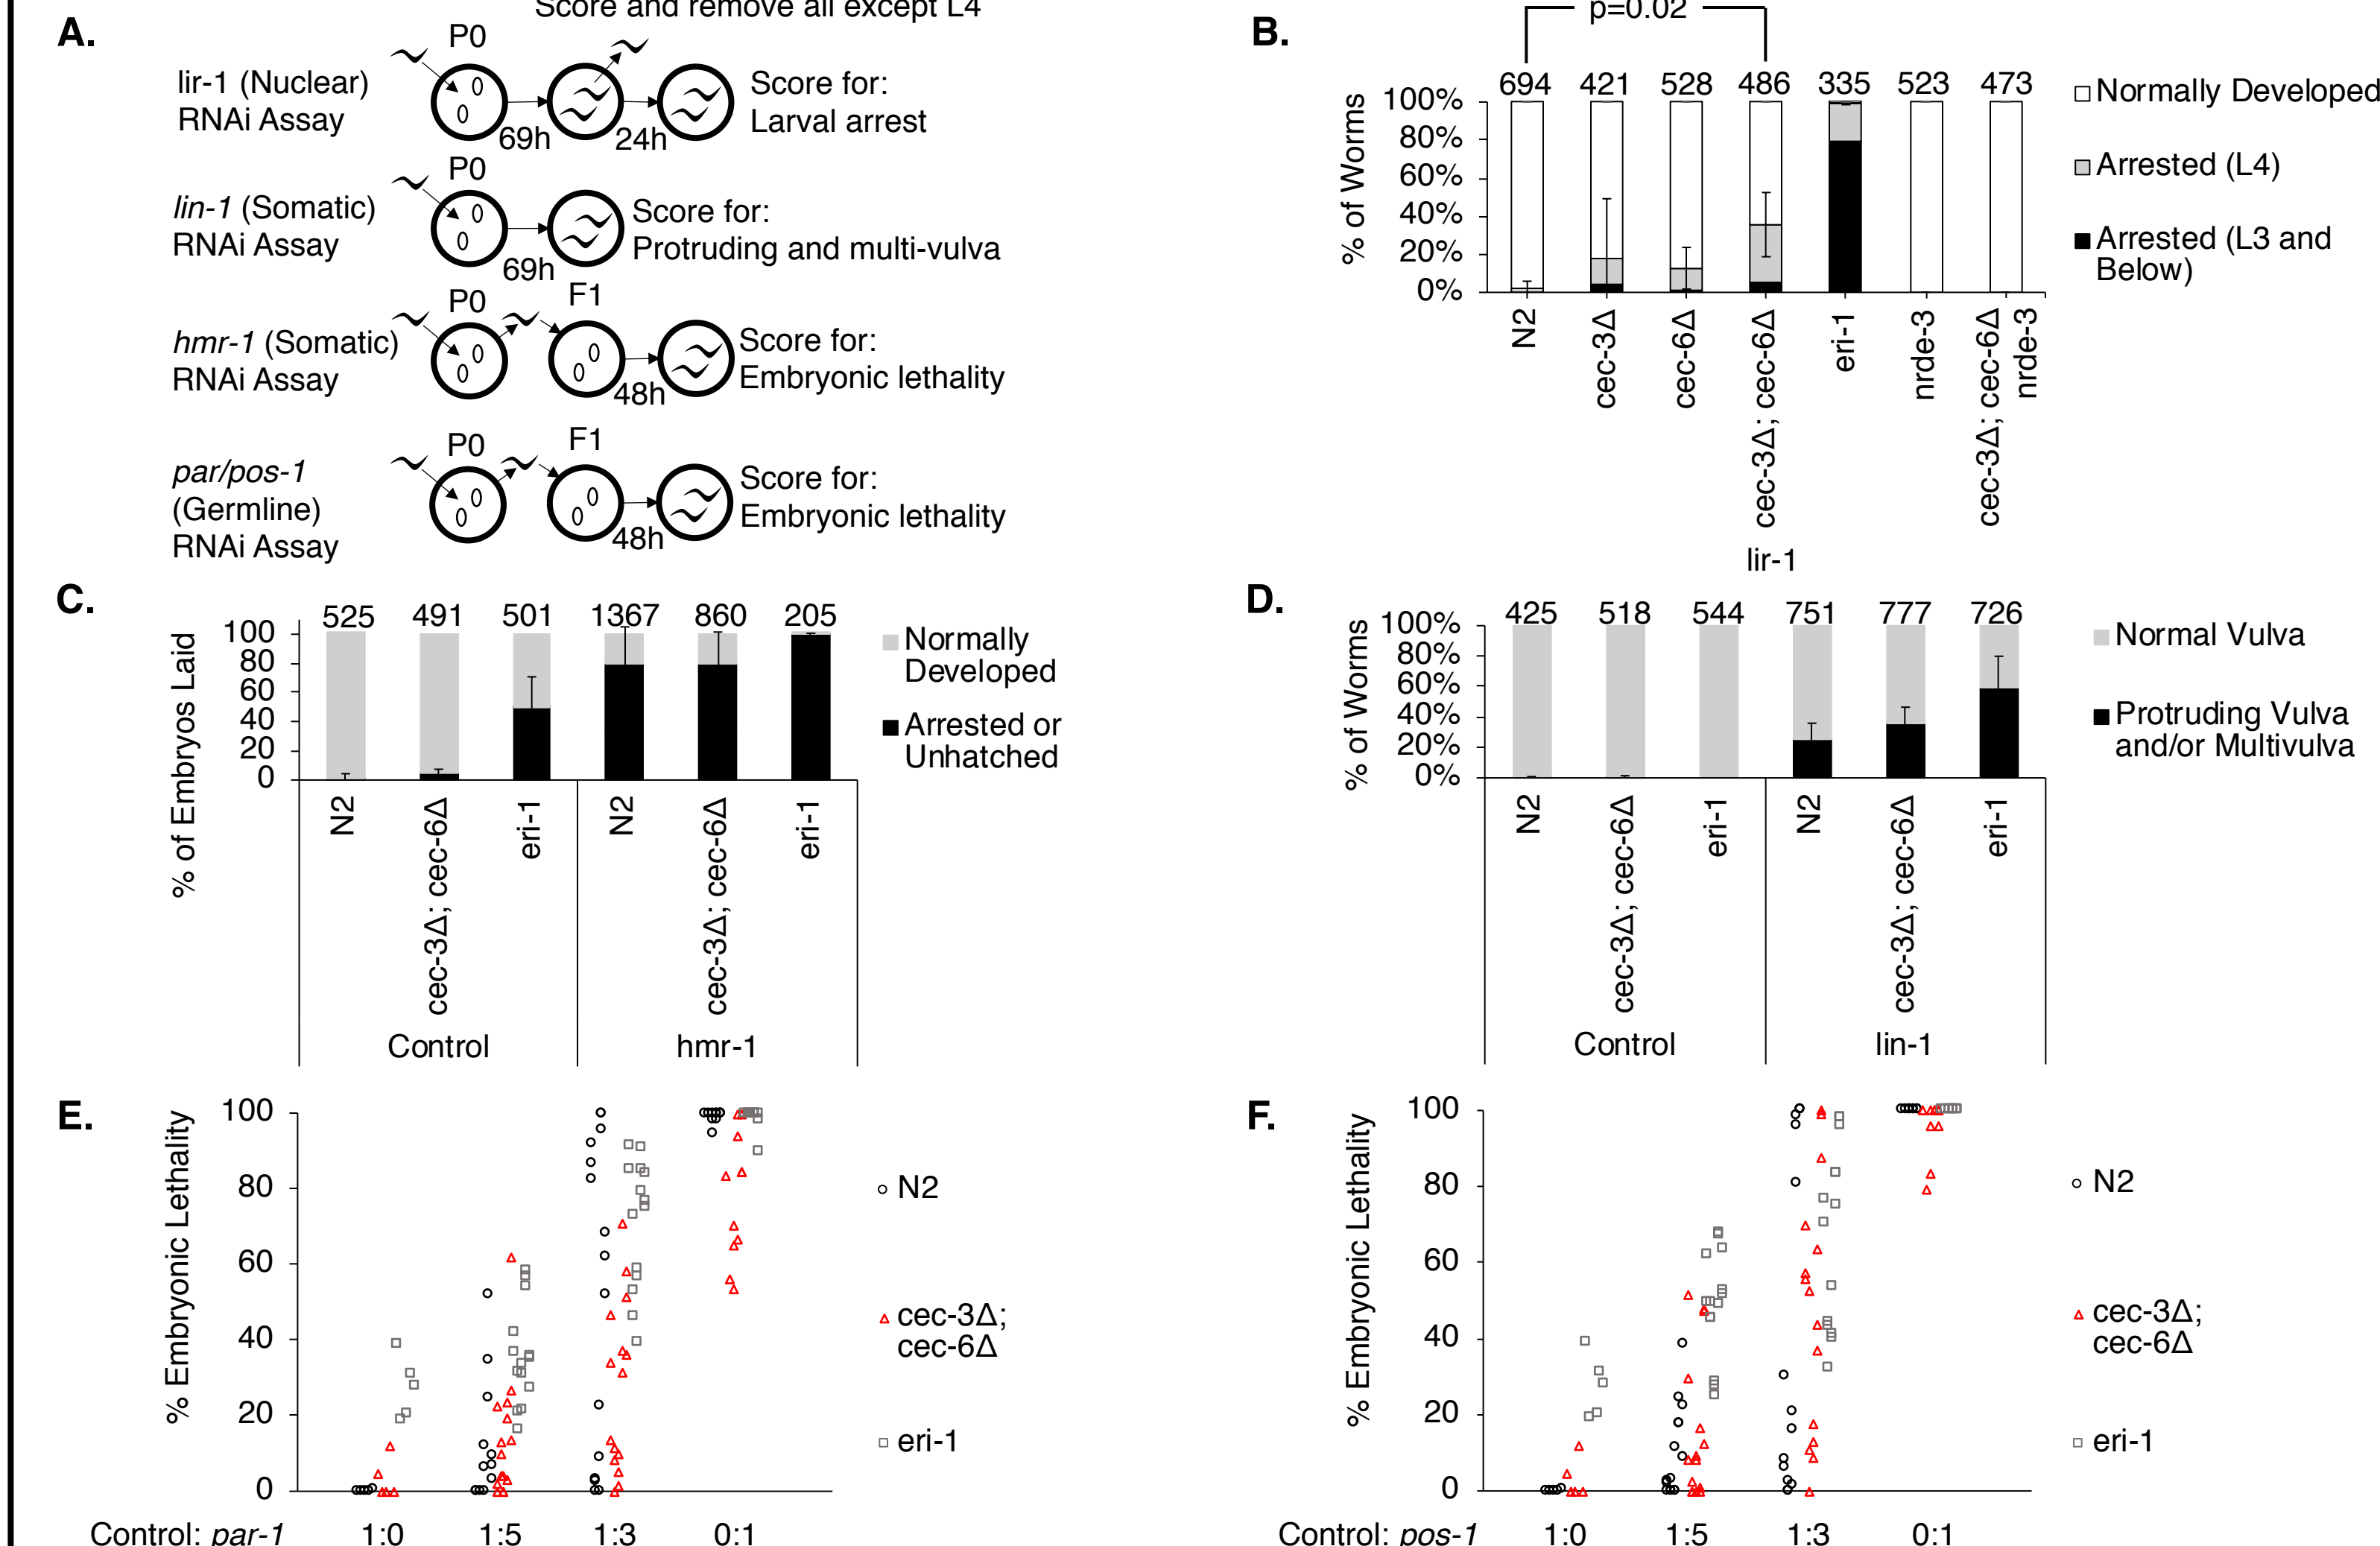 Score and remove all except L4
A.
P0
lir-1 (Nuclear)
RNAi Assay
69h
24h
Score for:
Larval arrest
P0
lin-1 (Somatic)
RNAi Assay
69h
Score for:
Protruding and multi-vulva
P0
F1
hmr-1 (Somatic)
RNAi Assay
48h
Score for:
Embryonic lethality
P0
F1
par/pos-1
(Germline)
RNAi Assay
48h
Score for:
Embryonic lethality
B.
p=0.02
694 421 528 486 335 523 473
% of Worms
100%
80%
60%
40%
20%
0%
N2
cec-3Δ
cec-6Δ
cec-3Δ; cec-6Δ
eri-1
nrde-3
cec-3Δ; cec-6Δ
nrde-3
lir-1
Normally Developed
Arrested (L4)
Arrested (L3 and
Below)
C.
525 491 501 1367 860 205
% of Embryos Laid
100
80
60
40
20
0
N2
cec-3Δ; cec-6Δ
eri-1
N2
cec-3Δ; cec-6Δ
eri-1
Control
hmr-1
Normally
Developed
Arrested or
Unhatched
D.
425 518 544 751 777 726
% of Worms
100%
80%
60%
40%
20%
0%
N2
cec-3Δ; cec-6Δ
eri-1
N2
cec-3Δ; cec-6Δ
eri-1
Control
lin-1
Normal Vulva
Protruding Vulva
and/or Multivulva
E.
% Embryonic Lethality
100
80
60
40
20
0
Control: par-1
1:0 1:5 1:3 0:1
N2
cec-3Δ;
cec-6Δ
eri-1
F.
% Embryonic Lethality
100
80
60
40
20
0
Control: pos-1
1:0 1:5 1:3 0:1
N2
cec-3Δ;
cec-6Δ
eri-1